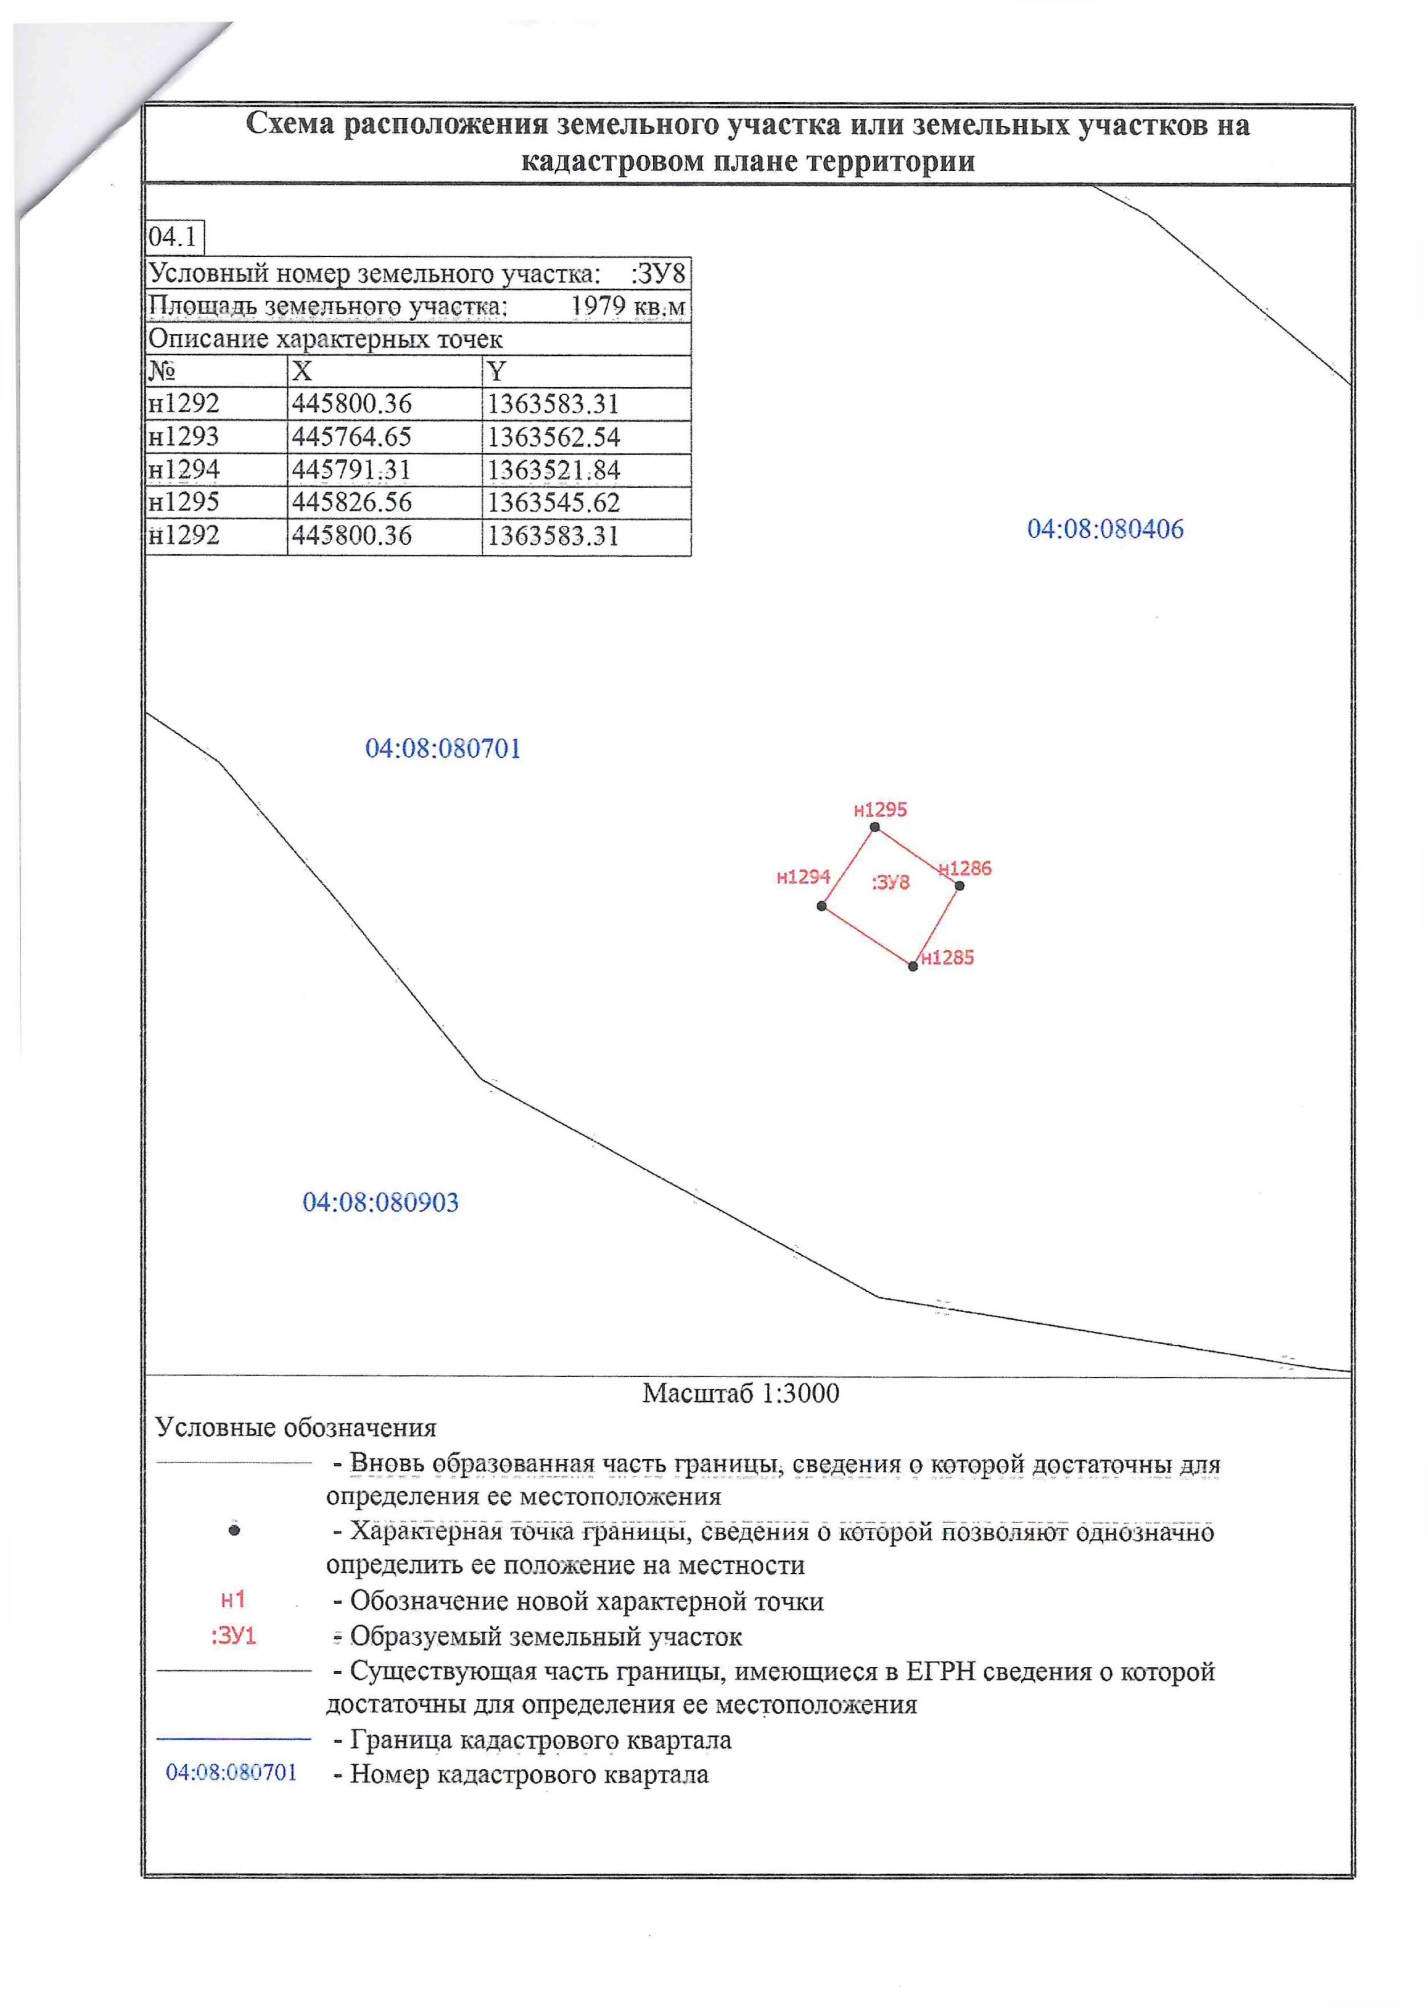 Схема расположения земельного участка или земельных участков на
кадастровом плане территории
04.1
Условный номер земельного участка: :ЗУ8
Площадь земельного участка: 1979 кв.м
Описание характерных точек
№ X Y
н1292 445800.36 1363583.31
н1293 445764.65 1363562.54
н1294 445791.31 1363521.84
н1295 445826.56 1363545.62
н1292 445800.36 1363583.31
04:08:080406
04:08:080701
н1295
н1286
н1294
:ЗУ8
н1285
04:08:080903
Масштаб 1:3000
Условные обозначения
- Вновь образованная часть границы, сведения о которой достаточны для
определения ее местоположения
- Характерная точка границы, сведения о которой позволяют однозначно
определить ее положение на местности
н1 - Обозначение новой характерной точки
:ЗУ1 - Образуемый земельный участок
- Существующая часть границы, имеющиеся в ЕГРН сведения о которой
достаточны для определения ее местоположения
- Граница кадастрового квартала
04:08:080701 - Номер кадастрового квартала